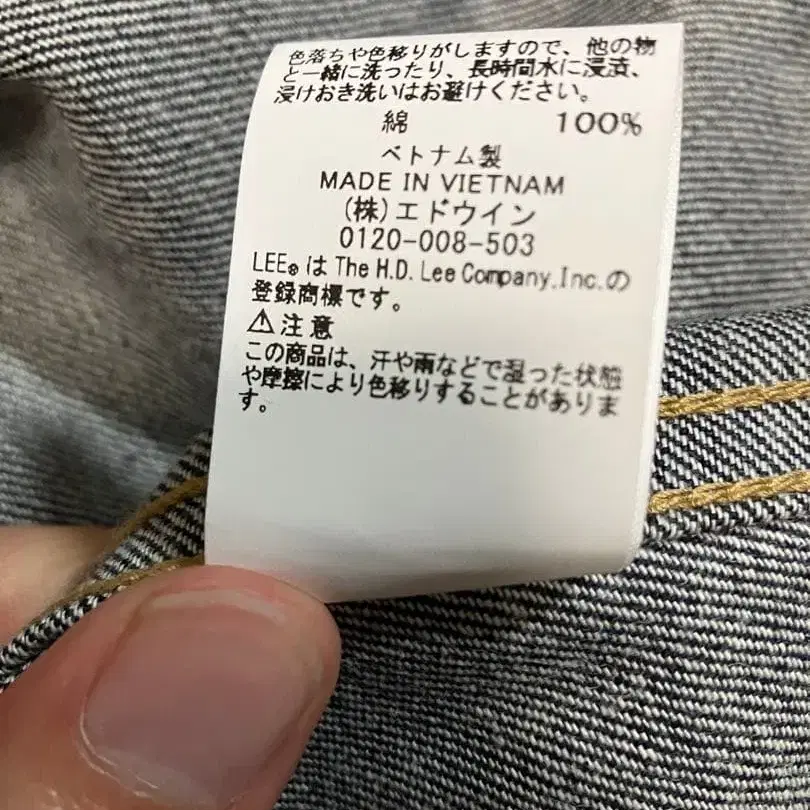 色落ちや色移りがしますので、他の物
と一緒に洗ったり、長時間水に浸漬、
浸けおき洗いはお避けください。
綿 100%
ベトナム製
MADE IN VIETNAM
(株)エドウイン
0120-008-503
LEE® は The H.D. Lee Company,Inc.の
登録商標です。
⚠注意
この商品は、汗や雨などで湿った状態
や摩擦により色移りすることがありま
す。